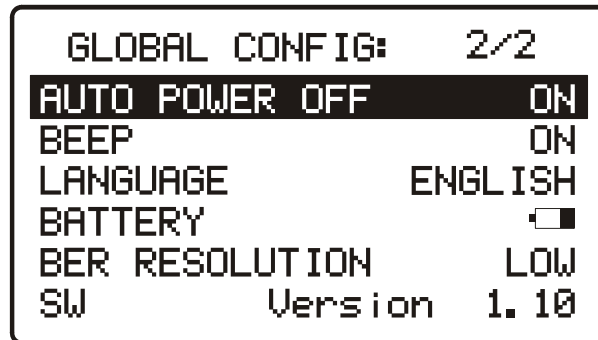 GLOBAL CONFIG: 2/2
AUTO POWER OFF ON
BEEP ON
LANGUAGE ENGLISH
BATTERY
BER RESOLUTION LOW
SW Version 1.10